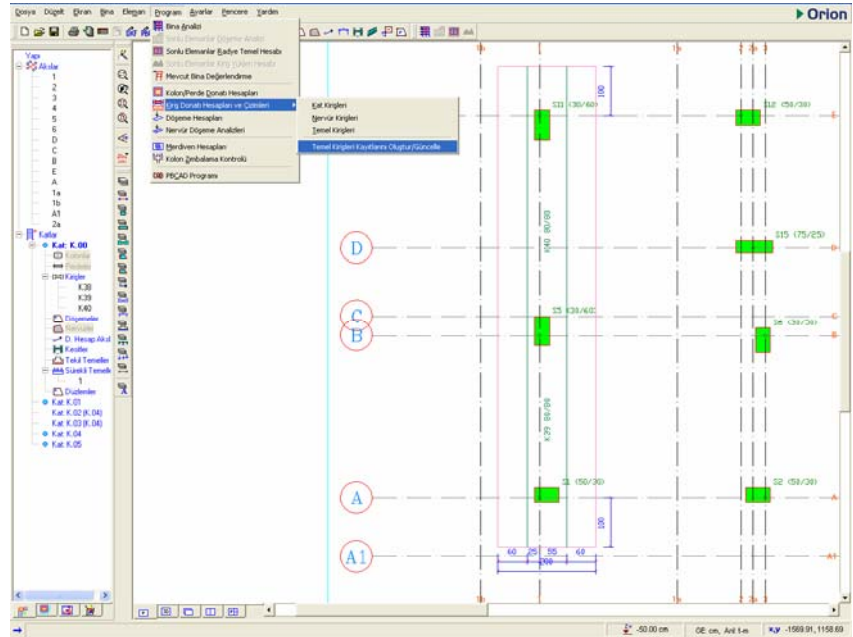 Dosya Düzelt Ekran Bina Eleman Program Ayarlar Pencere Yardım
Orion
Bina Analizi
Sonlu Elemanlar Döşeme Analizi
Sonlu Elemanlar Radye Temel Hesabı
Sonlu Elemanlar Kiriş Yükleri Hesabı
Mevcut Bina Değerlendirme
Kolon/Perde Donatı Hesapları
Kiriş Donatı Hesapları ve Çizimleri
Döşeme Hesapları
Nervür Döşeme Analizleri
Merdiven Hesapları
Kolon Zımbalama Kontrolü
PROCAD Programı
Kat Kirişleri
Nervür Kirişleri
Temel Kirişleri
Temel Kirişleri Kayıtlarını Oluştur/Güncelle
Yapı
Akslar
1
2
3
4
5
6
D
C
B
E
A
1a
1b
A1
2a
Katlar
Kat: K.00
Kolonlar
Perdeler
Kirişler
K38
K39
K40
Döşemeler
Nervürler
D. Hesap Aksl
Kesitler
Tekil Temeller
Sürekli Temelle
1
Düzlemler
Kat: K.01
Kat: K.02 (K.04)
Kat: K.03 (K.04)
Kat: K.04
Kat: K.05
S11 (30/60)
S12 (50/30)
100
E
K40 80/80
S15 (75/25)
D
D
S5 (30/60)
C
C
B
B
K39 80/80
S1 (50/30)
S2 (50/30)
A
A
100
60 25 55 60
200
A1
A1
-50.00 cm
x,y -1569.91, 1158.69